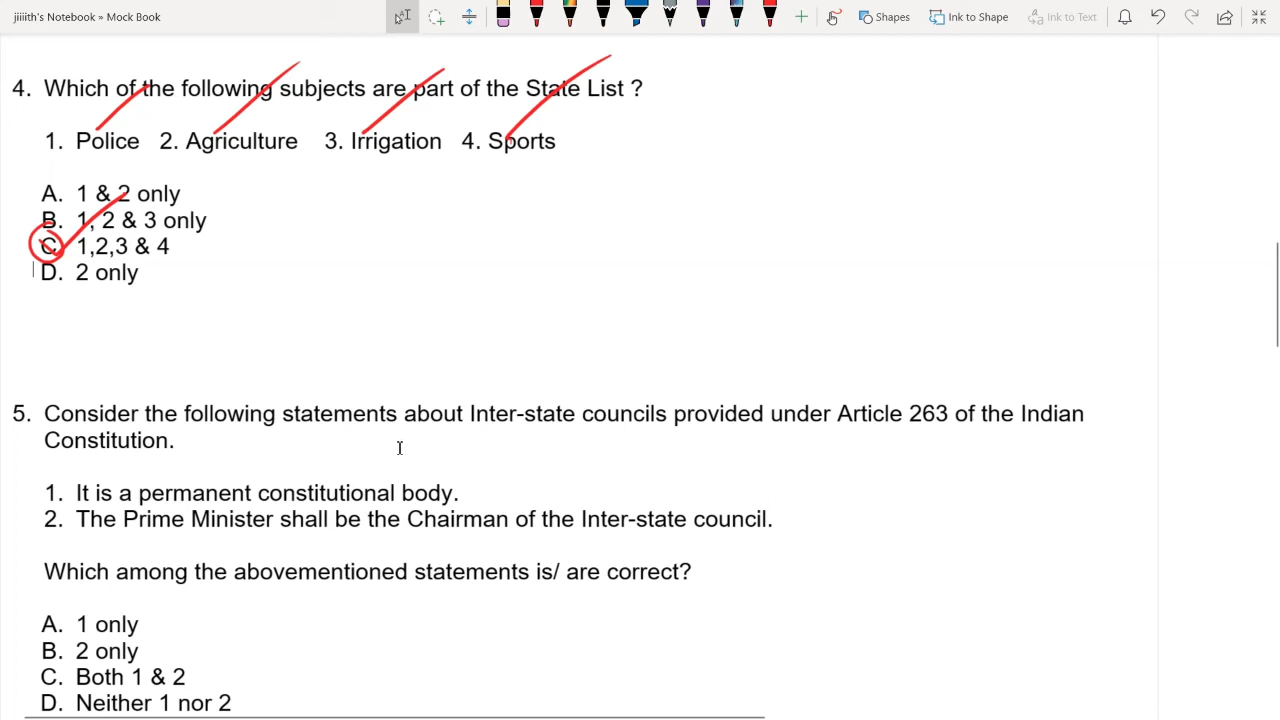 jiiiith's Notebook » Mock Book
Shapes Ink to Shape Ink to Text
4. Which of the following subjects are part of the State List ?
1. Police 2. Agriculture 3. Irrigation 4. Sports
A. 1 & 2 only
B. 1, 2 & 3 only
C. 1,2,3 & 4
D. 2 only
5. Consider the following statements about Inter-state councils provided under Article 263 of the Indian
Constitution.
1. It is a permanent constitutional body.
2. The Prime Minister shall be the Chairman of the Inter-state council.
Which among the abovementioned statements is/ are correct?
A. 1 only
B. 2 only
C. Both 1 & 2
D. Neither 1 nor 2